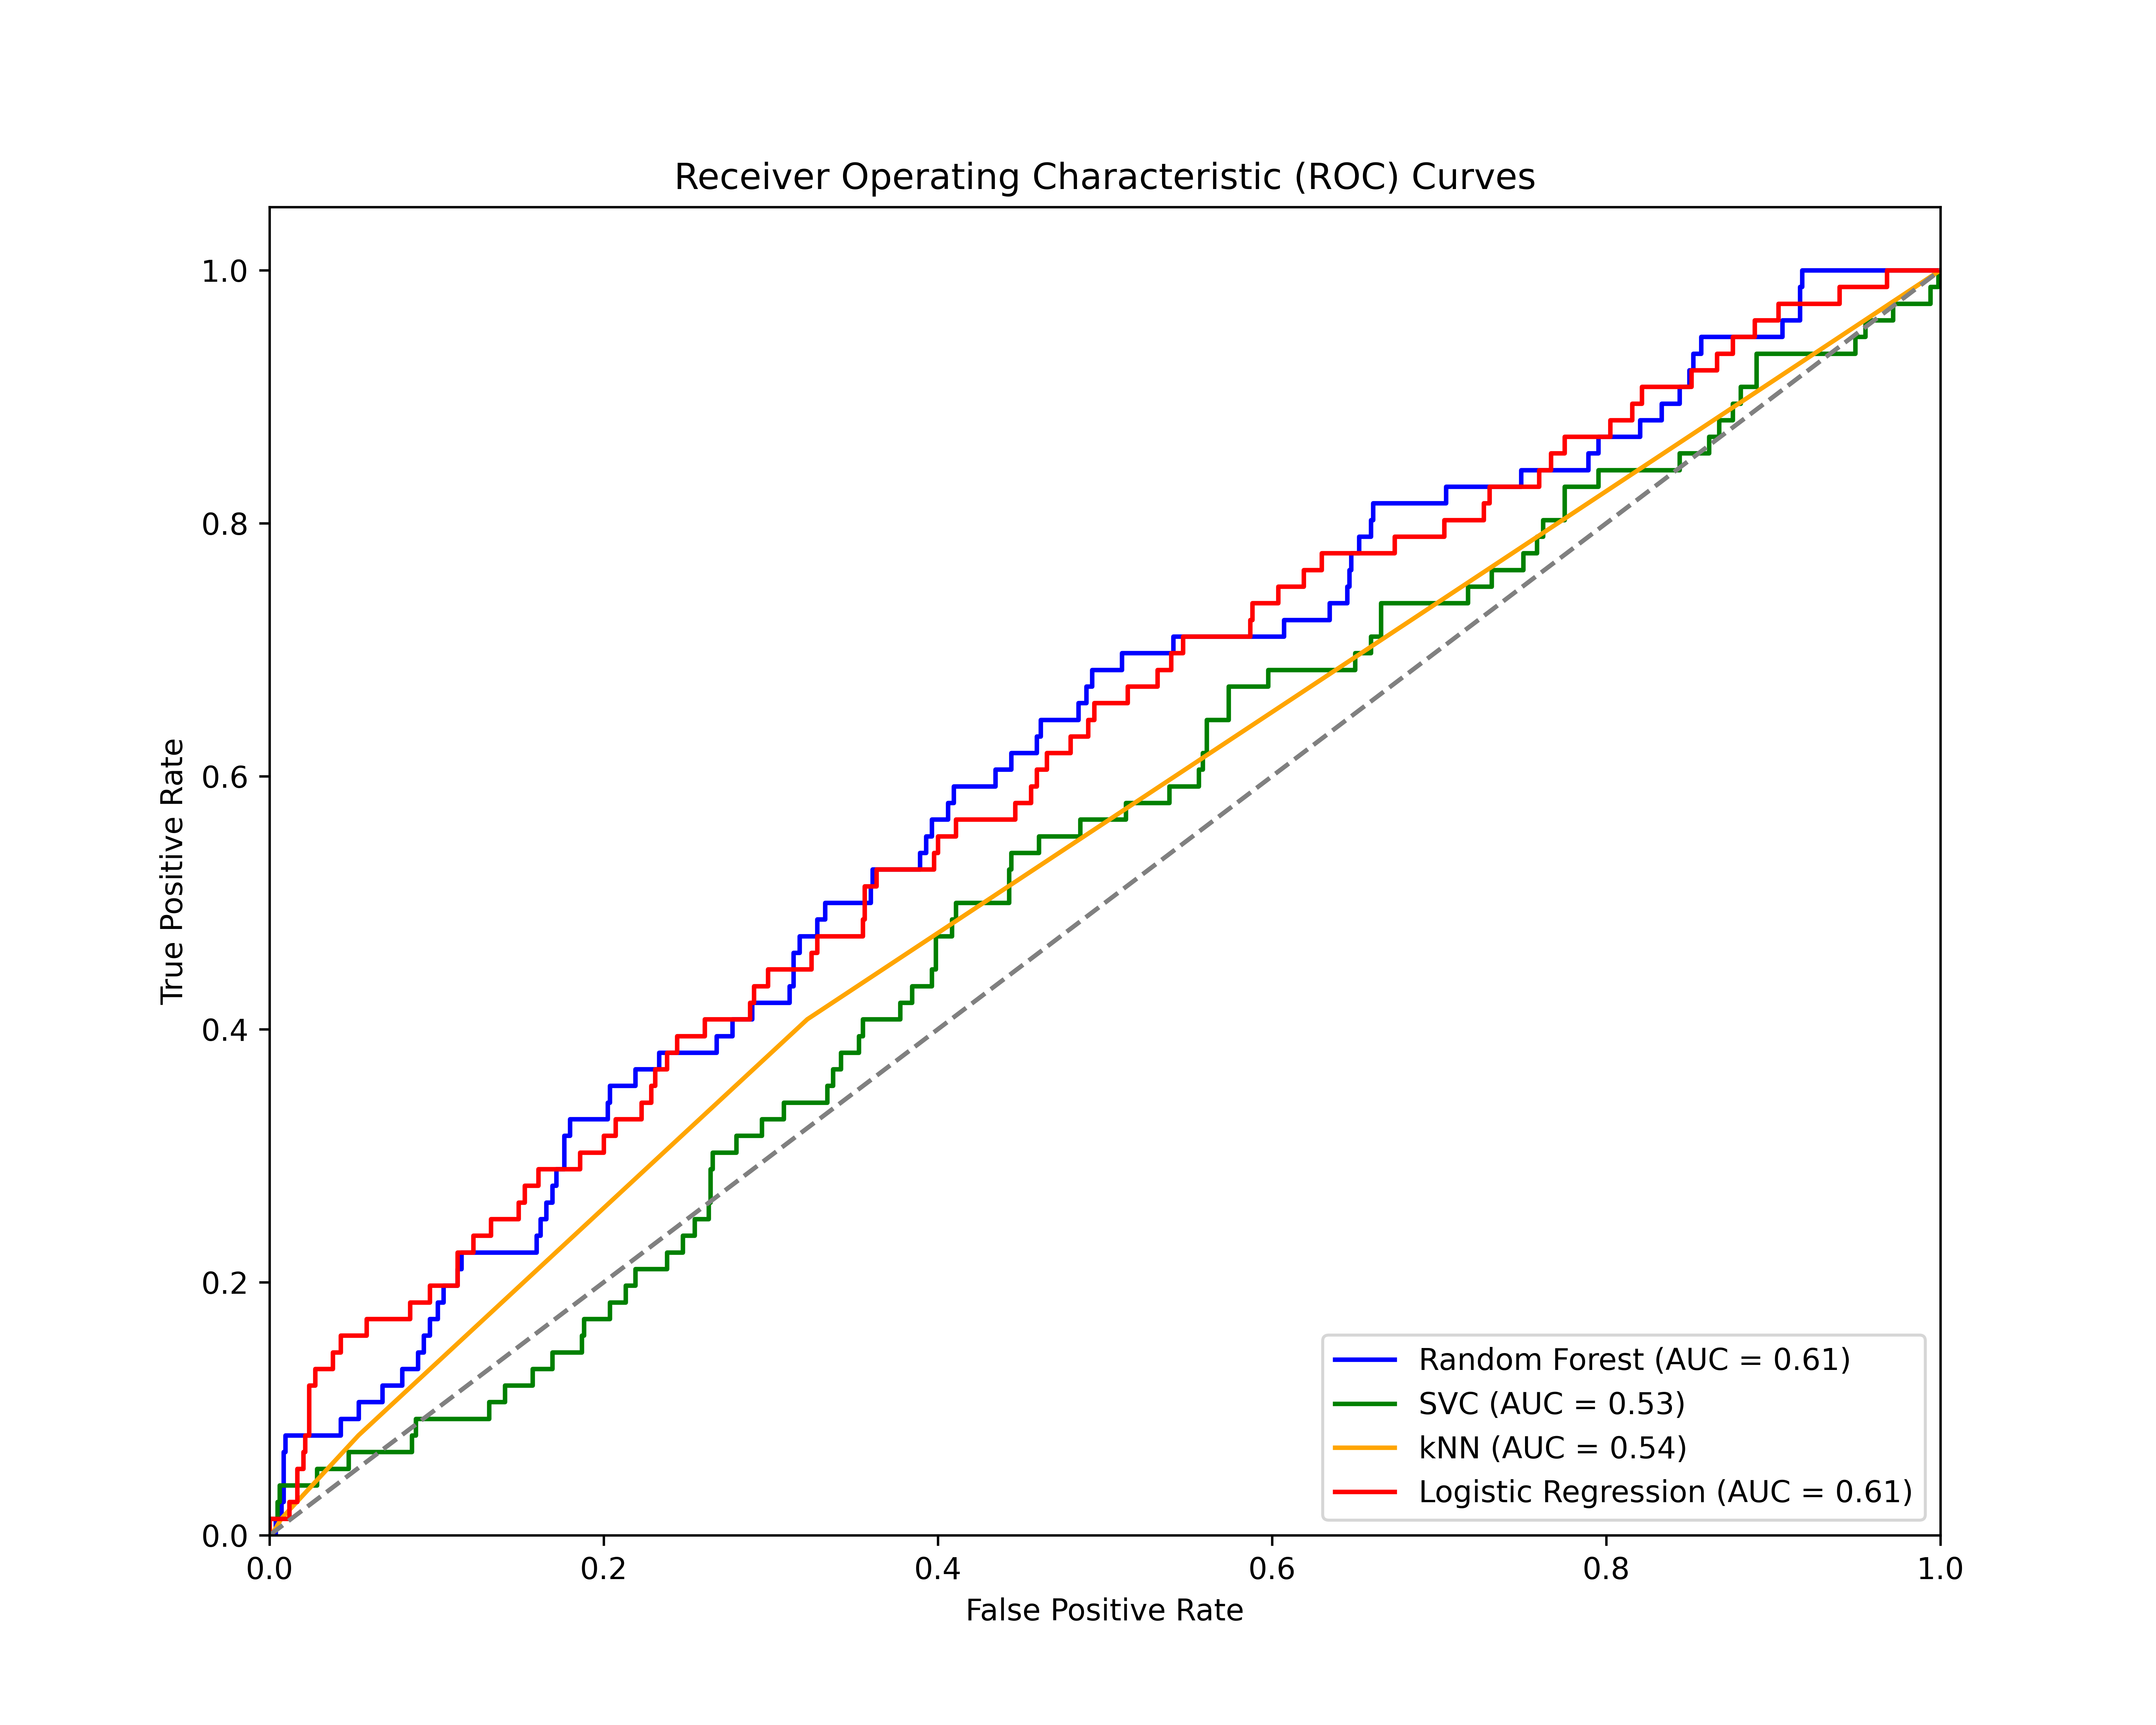 Receiver Operating Characteristic (ROC) Curves
True Positive Rate
1.0
0.8
0.6
0.4
0.2
0.0
0.0 0.2 0.4 0.6 0.8 1.0
False Positive Rate
Random Forest (AUC = 0.61)
SVC (AUC = 0.53)
kNN (AUC = 0.54)
Logistic Regression (AUC = 0.61)